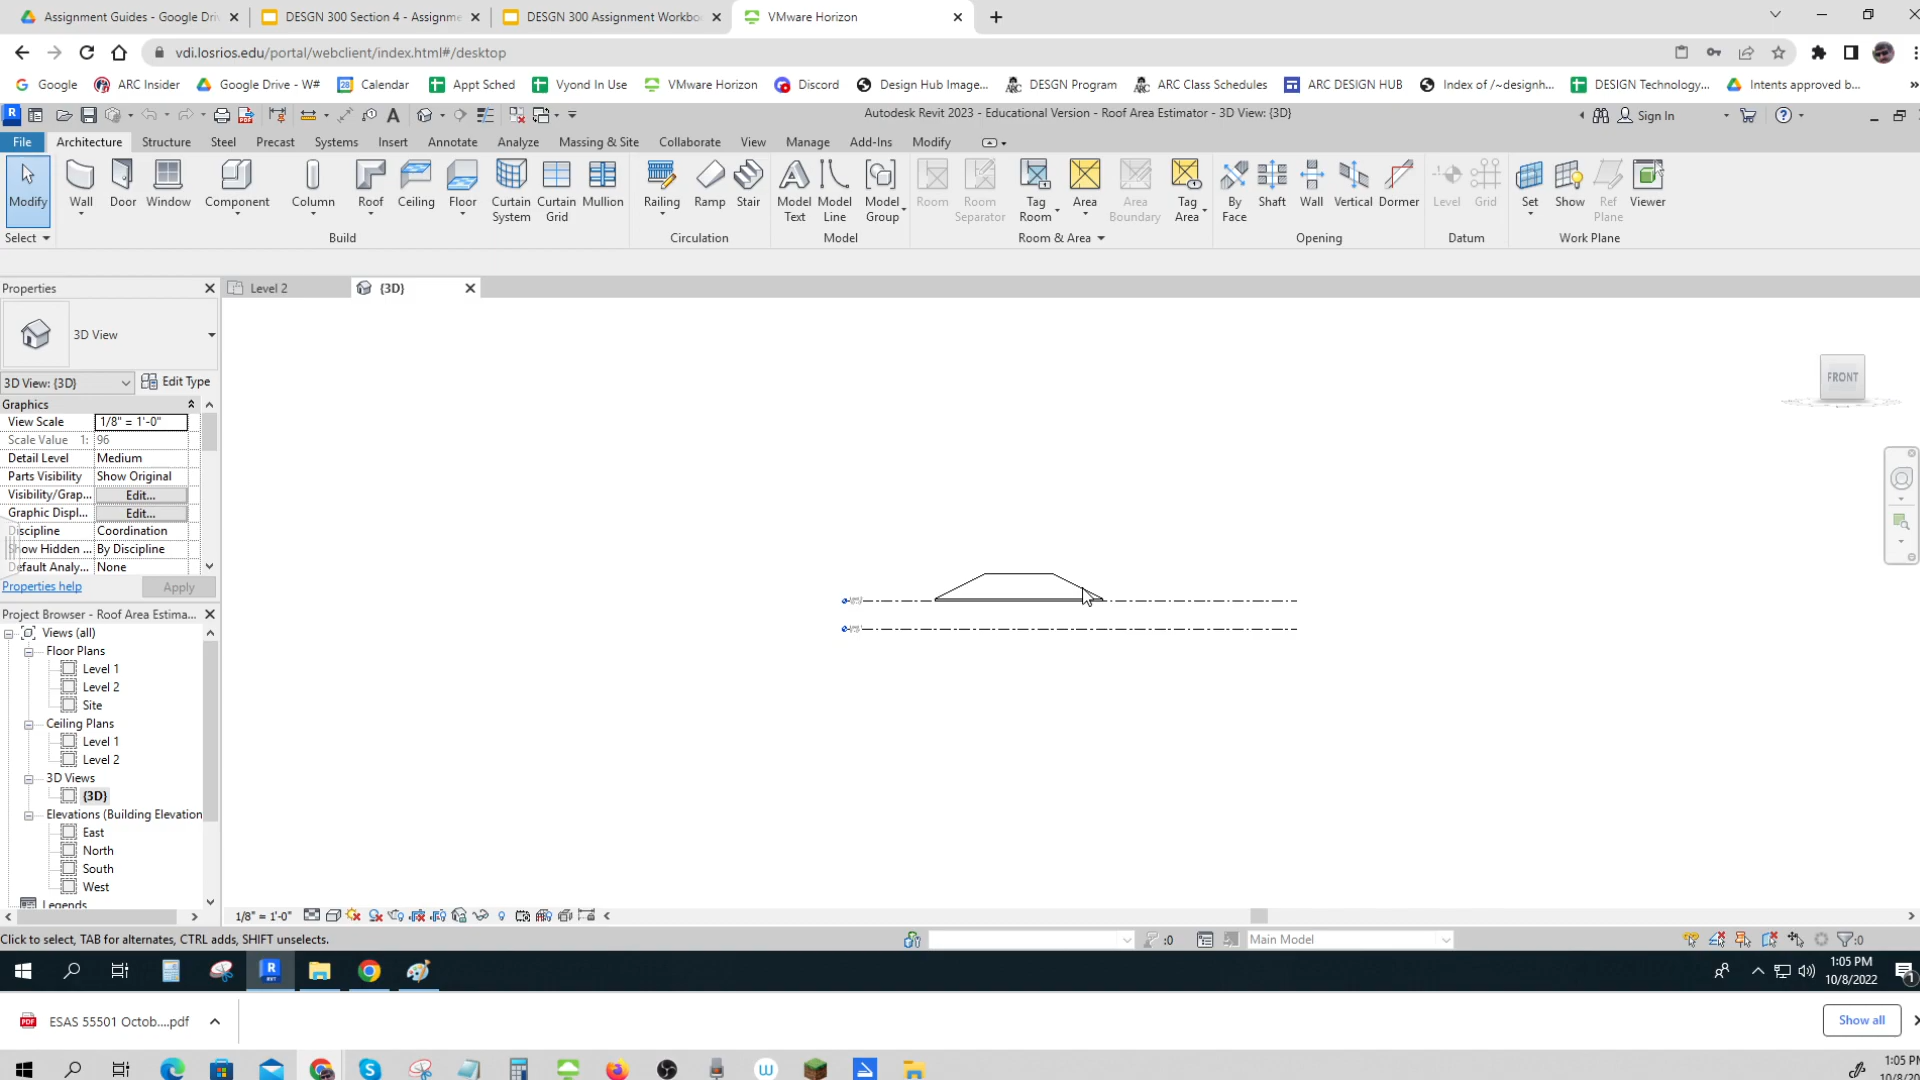 Assignment Guides - Google Driv
DESGN 300 Section 4 - Assignme
DESGN 300 Assignment Workboo
VMware Horizon
vdi.losrios.edu/portal/webclient/index.html#/desktop
Google
ARC Insider
Google Drive - W#
Calendar
Appt Sched
Vyond In Use
VMware Horizon
Discord
Design Hub Image...
DESGN Program
ARC Class Schedules
ARC DESIGN HUB
Index of /~designh...
DESIGN Technology...
Intents approved b...
Autodesk Revit 2023 - Educational Version - Roof Area Estimator - 3D View: {3D}
Sign In
File Architecture Structure Steel Precast Systems Insert Annotate Analyze Massing & Site Collaborate View Manage Add-Ins Modify
Modify
Wall
Door
Window
Component
Column
Roof
Ceiling
Floor
Curtain System
Curtain Grid
Mullion
Railing
Ramp
Stair
Model Text
Model Line
Model Group
Room
Room Separator
Tag Room
Area
Area Boundary
Tag Area
By Face
Shaft
Wall
Vertical
Dormer
Level
Grid
Set
Show
Ref Plane
Viewer
Select
Build
Circulation
Model
Room & Area
Opening
Datum
Work Plane
Properties
Level 2
{3D}
3D View
3D View: {3D}
Edit Type
Graphics
View Scale 1/8" = 1'-0"
Scale Value 1: 96
Detail Level Medium
Parts Visibility Show Original
Visibility/Grap... Edit...
Graphic Displ... Edit...
Discipline Coordination
Show Hidden ... By Discipline
Default Analy... None
Properties help
Apply
FRONT
Project Browser - Roof Area Estima...
Views (all)
Floor Plans
Level 1
Level 2
Site
Ceiling Plans
Level 1
Level 2
3D Views
{3D}
Elevations (Building Elevation
East
North
South
West
Legends
1/8" = 1'-0"
Click to select, TAB for alternates, CTRL adds, SHIFT unselects.
:0
Main Model
:0
1:05 PM
10/8/2022
1
ESAS 55501 Octob....pdf
Show all
1:05 PM